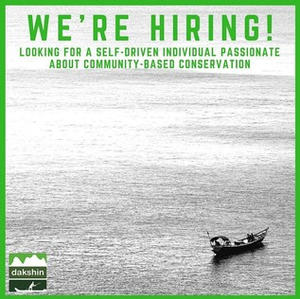 WE'RE HIRING!
LOOKING FOR A SELF-DRIVEN INDIVIDUAL PASSIONATE
ABOUT COMMUNITY-BASED CONSERVATION
dakshin